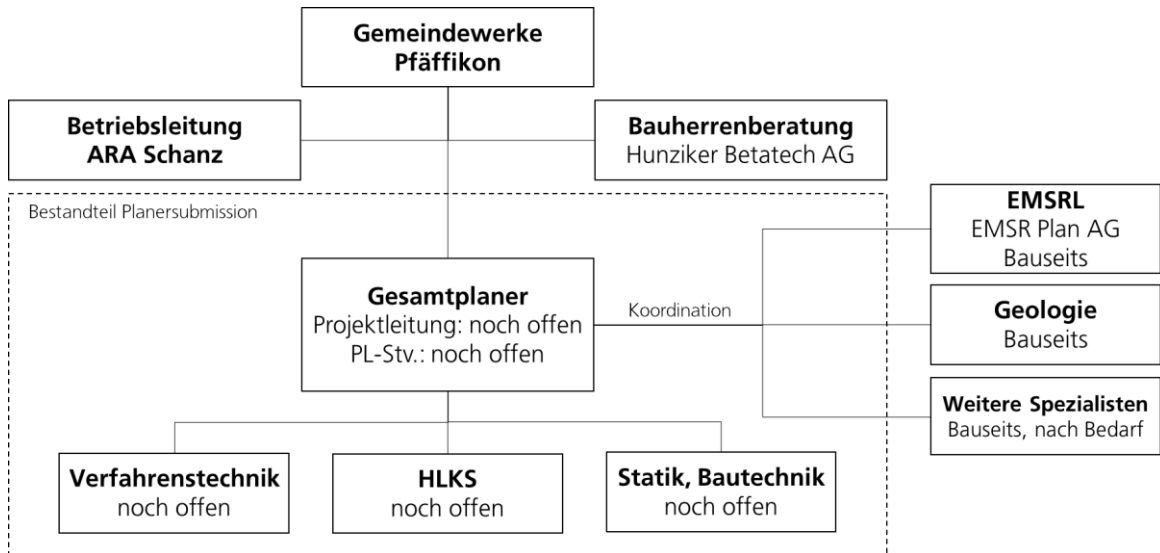 Gemeindewerke
Pfäffikon
Betriebsleitung
ARA Schanz
Bauherrenberatung
Hunziker Betatech AG
Bestandteil Planersubmission
EMSRL
EMSR Plan AG
Bauseits
Gesamtplaner
Projektleitung: noch offen
PL-Stv.: noch offen
Koordination
Geologie
Bauseits
Weitere Spezialisten
Bauseits, nach Bedarf
Verfahrenstechnik
noch offen
HLKS
noch offen
Statik, Bautechnik
noch offen